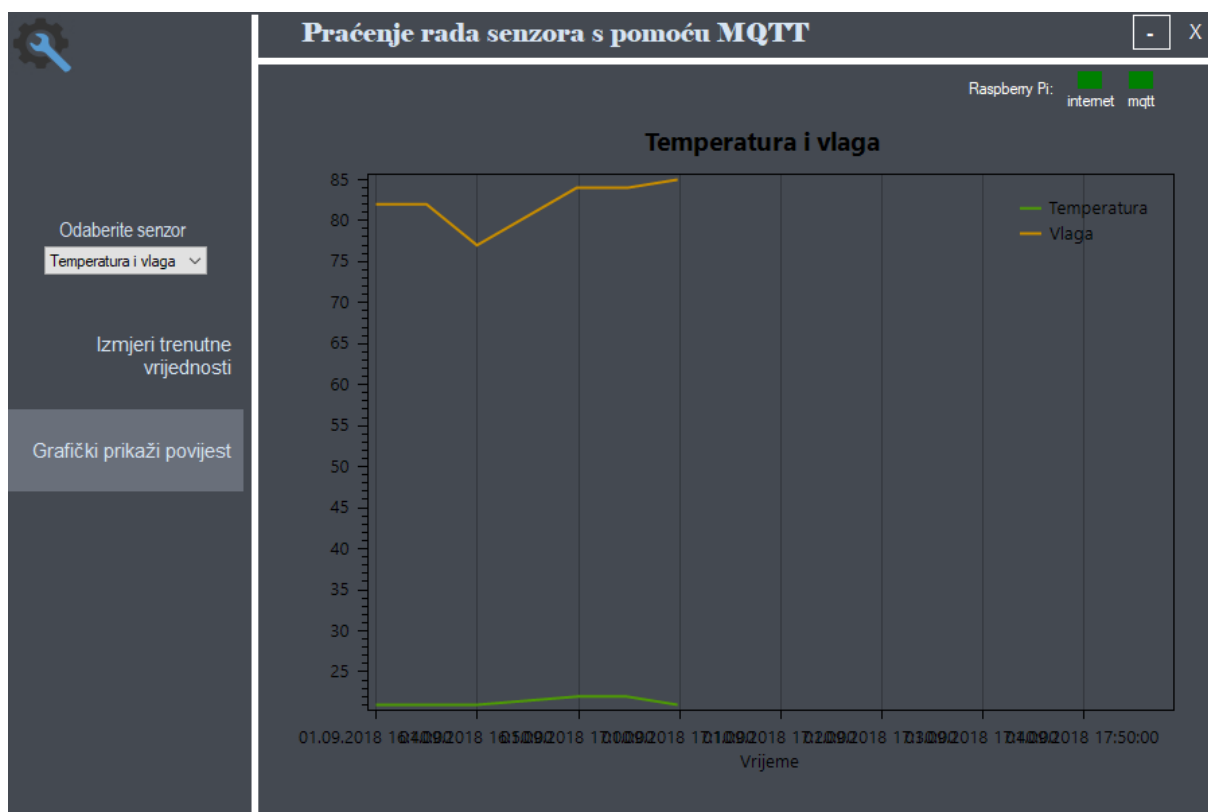 Praćenje rada senzora s pomoću MQTT
-
X
Raspberry Pi:
internet
mqtt
Odaberite senzor
Temperatura i vlaga
Izmjeri trenutne
vrijednosti
Grafički prikaži povijest
Temperatura i vlaga
85
80
75
70
65
60
55
50
45
40
35
30
25
Temperatura
Vlaga
01.09.2018
17:50:00
Vrijeme